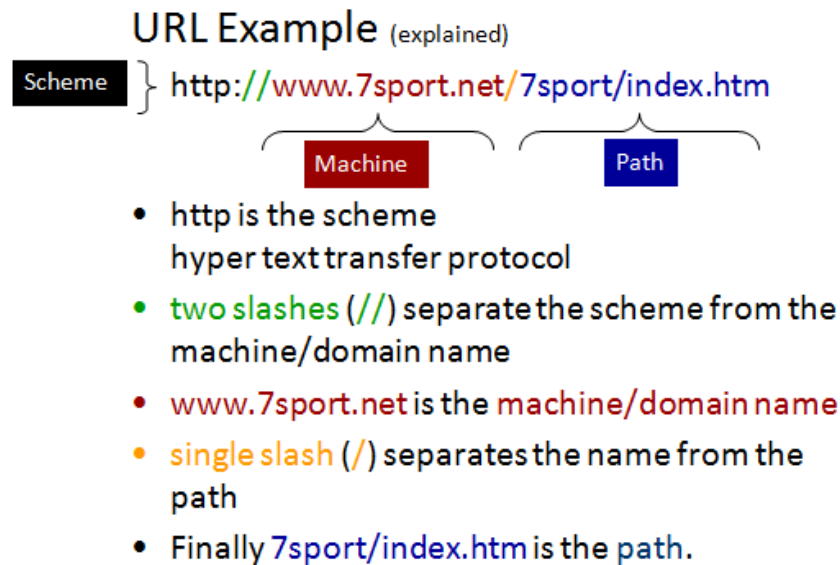 URL Example (explained)
Scheme
http://www.7sport.net/7sport/index.htm
Machine
Path
• http is the scheme
hyper text transfer protocol
• two slashes (//) separate the scheme from the
machine/domain name
• www.7sport.net is the machine/domain name
• single slash (/) separates the name from the
path
• Finally 7sport/index.htm is the path.